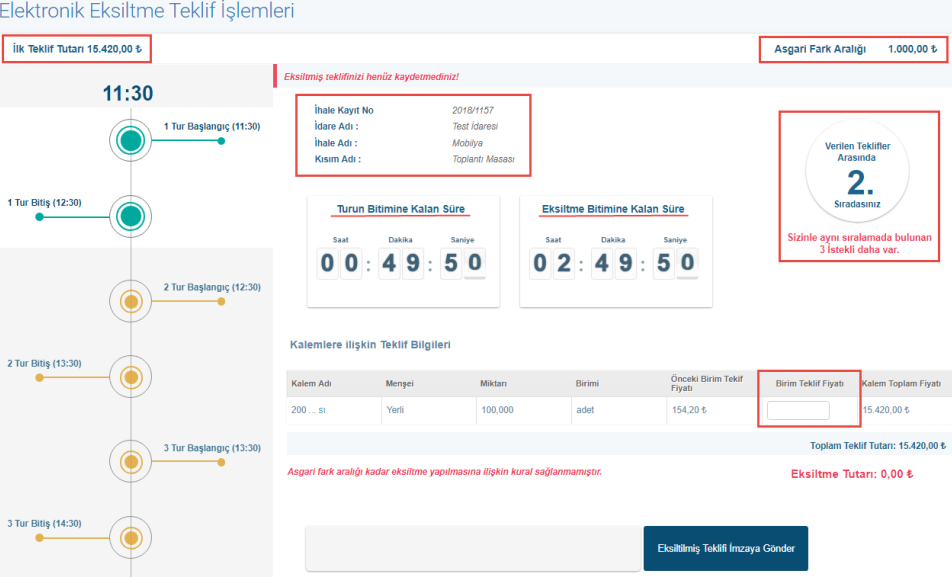 Elektronik Eksiltme Teklif İşlemleri
İlk Teklif Tutarı 15.420,00 ₺
Asgari Fark Aralığı 1.000,00 ₺
11:30
1 Tur Başlangıç (11:30)
1 Tur Bitiş (12:30)
2 Tur Başlangıç (12:30)
2 Tur Bitiş (13:30)
3 Tur Başlangıç (13:30)
3 Tur Bitiş (14:30)
Eksiltmiş teklifinizi henüz kaydetmediniz!
İhale Kayıt No 2018/1157
İdare Adı : Test İdaresi
İhale Adı : Mobilya
Kısım Adı : Toplantı Masası
Verilen Teklifler
Arasında
2.
Sıradasınız
Sizinle aynı sıralamada bulunan
3 İstekli daha var.
Turun Bitimine Kalan Süre
Saat Dakika Saniye
00 : 49 : 50
Eksiltme Bitimine Kalan Süre
Saat Dakika Saniye
02 : 49 : 50
Kalemlere ilişkin Teklif Bilgileri
Kalem Adı Menşei Miktarı Birimi Önceki Birim Tekif Fiyatı Birim Teklif Fiyatı Kalem Toplam Fiyatı
200 ... sı Yerli 100,000 adet 154,20 ₺ 15.420,00 ₺
Toplam Teklif Tutarı: 15.420,00 ₺
Asgari fark aralığı kadar eksiltme yapılmasına ilişkin kural sağlanmamıştır.
Eksiltme Tutarı: 0,00 ₺
Eksiltilmiş Teklifi İmzaya Gönder